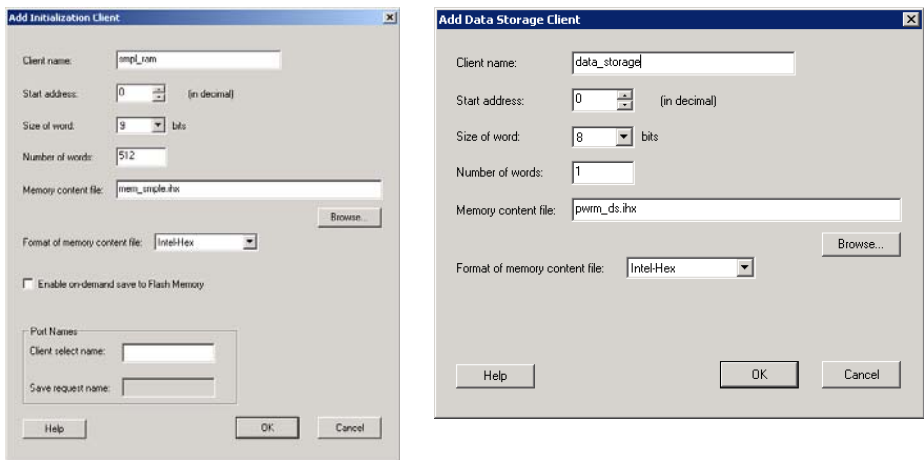 Add Initialization Client
Client name: smpl_ram
Start address: 0 (in decimal)
Size of word: 9 bits
Number of words: 512
Memory content file: mem_smple.ihx
Browse...
Format of memory content file: Intel-Hex
Enable on-demand save to Flash Memory
Port Names
Client select name:
Save request name:
Help OK Cancel
Add Data Storage Client
Client name: data_storage
Start address: 0 (in decimal)
Size of word: 8 bits
Number of words: 1
Memory content file: pwrm_ds.ihx
Browse...
Format of memory content file: Intel-Hex
Help OK Cancel